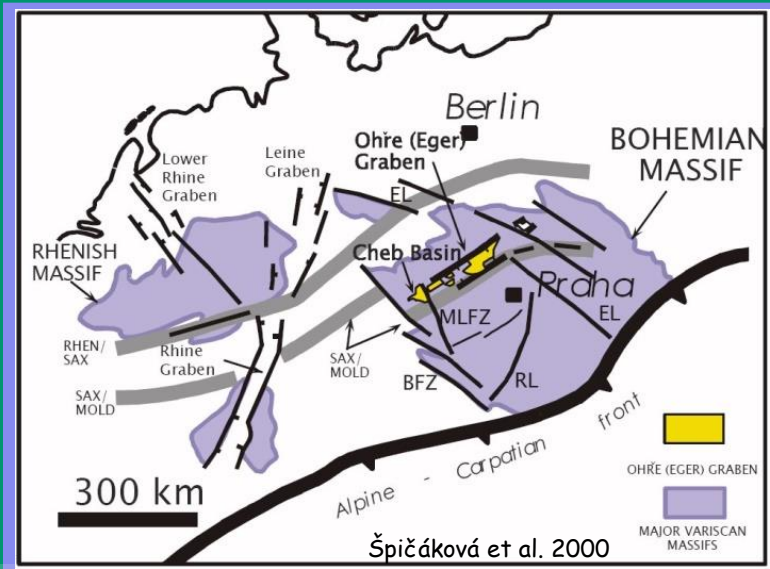 Berlin
Ohře (Eger)
Graben
BOHEMIAN
MASSIF
Lower
Rhine
Graben
Leine
Graben
EL
RHENISH
MASSIF
Cheb Basin
Praha
MLFZ
EL
RHEN/
SAX
Rhine
Graben
SAX/
MOLD
SAX/
MOLD
BFZ
RL
Alpine - Carpatian front
300 km
OHŘE (EGER) GRABEN
MAJOR VARISCAN
MASSIFS
Špičáková et al. 2000